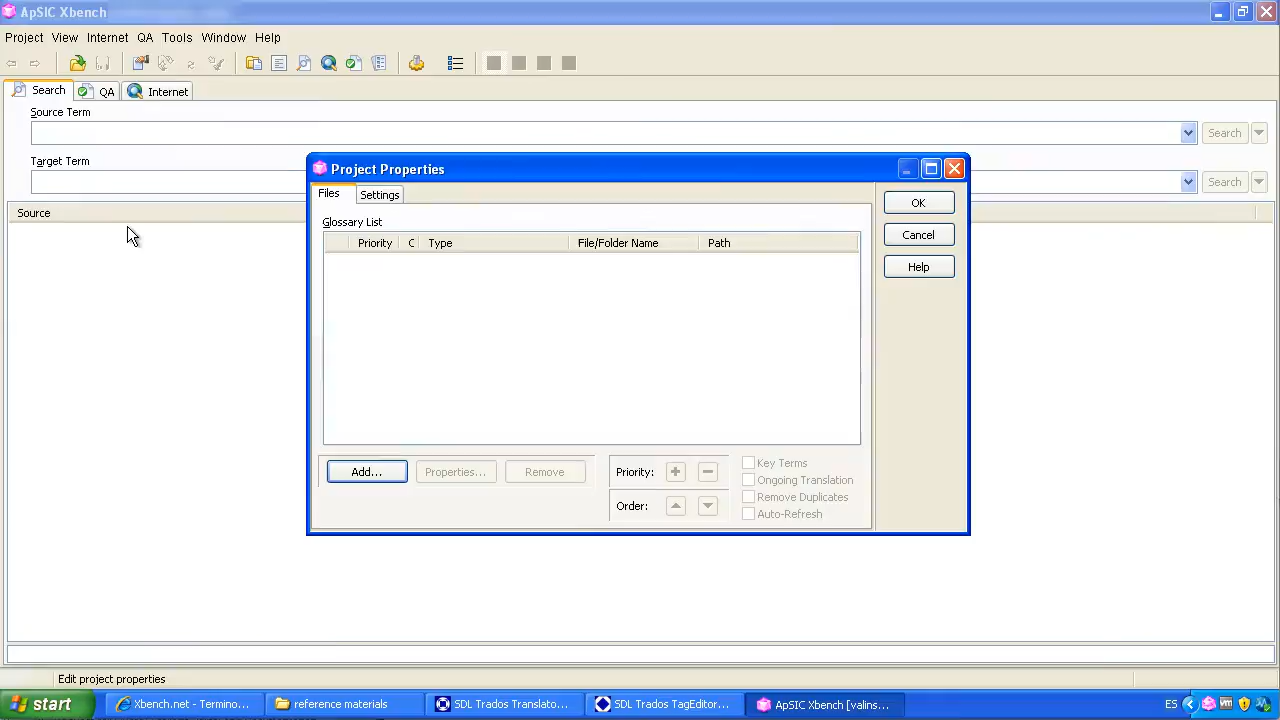 ApSIC Xbench
Project View Internet QA Tools Window Help
Search QA Internet
Source Term
Search
Target Term
Search
Source
Project Properties
Files Settings
Glossary List
Priority C Type File/Folder Name Path
OK
Cancel
Help
Add... Properties... Remove
Priority:
Order:
Key Terms
Ongoing Translation
Remove Duplicates
Auto-Refresh
Edit project properties
start Xbench.net - Termino... reference materials SDL Trados Translato... SDL Trados TagEditor... ApSIC Xbench [valins... ES